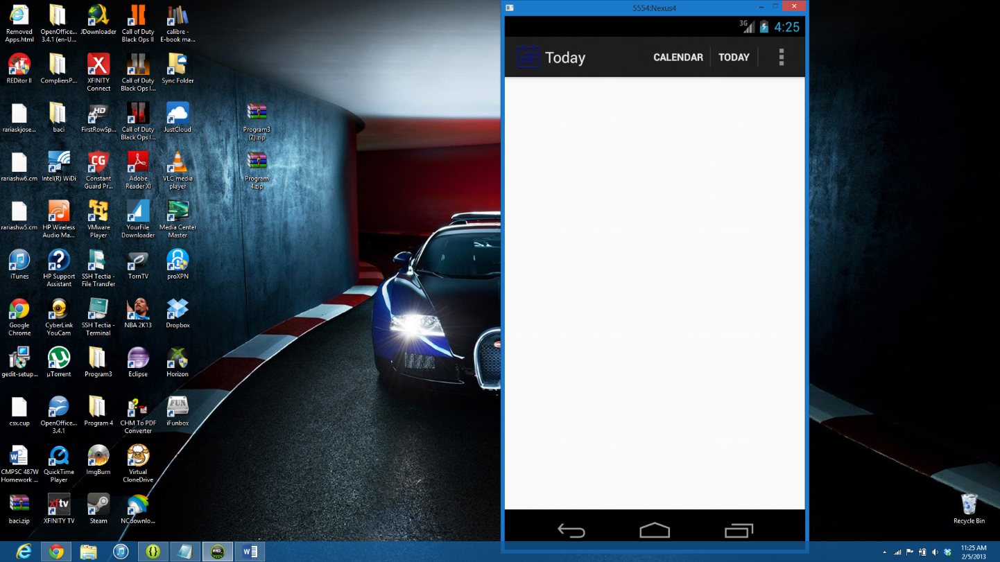 Removed
Apps.html
OpenOffice...
3.4.1 (en-U...
JDownloader
Call of Duty
Black Ops II
calibre -
E-book ma...
REDitor II
CompliersP...
XFINITY
Connect
Call of Duty
Black Ops I...
Sync Folder
rariaskjose...
baci
HD
FirstRowSp...
Call of Duty
Black Ops I...
JustCloud
rariashw6.cm
Intel(R) WiDi
CG
Constant
Guard Pr...
Adobe
Reader XI
VLC media
player
rariashw5.cm
HP Wireless
Audio Ma...
VMware
Player
YourFile
Downloader
Media Center
Master
iTunes
HP Support
Assistant
SSH Tectia -
File Transfer
TornTV
proXPN
Google
Chrome
CyberLink
YouCam
SSH Tectia -
Terminal
NBA 2K13
Dropbox
gedit-setup...
µTorrent
Program3
Eclipse
Horizon
csx.cup
OpenOffice...
3.4.1
Program 4
CHM To PDF
Converter
FUN
iFunbox
CMPSC 487W
Homework ...
QuickTime
Player
ImgBurn
Virtual
CloneDrive
baci.zip
xftv
XFINITY TV
Steam
NCdownlo...
Program3
(2).zip
Program
4.zip
5554:Nexus4
3G
4:25
Today
CALENDAR
TODAY
Recycle Bin
11:25 AM
2/5/2013